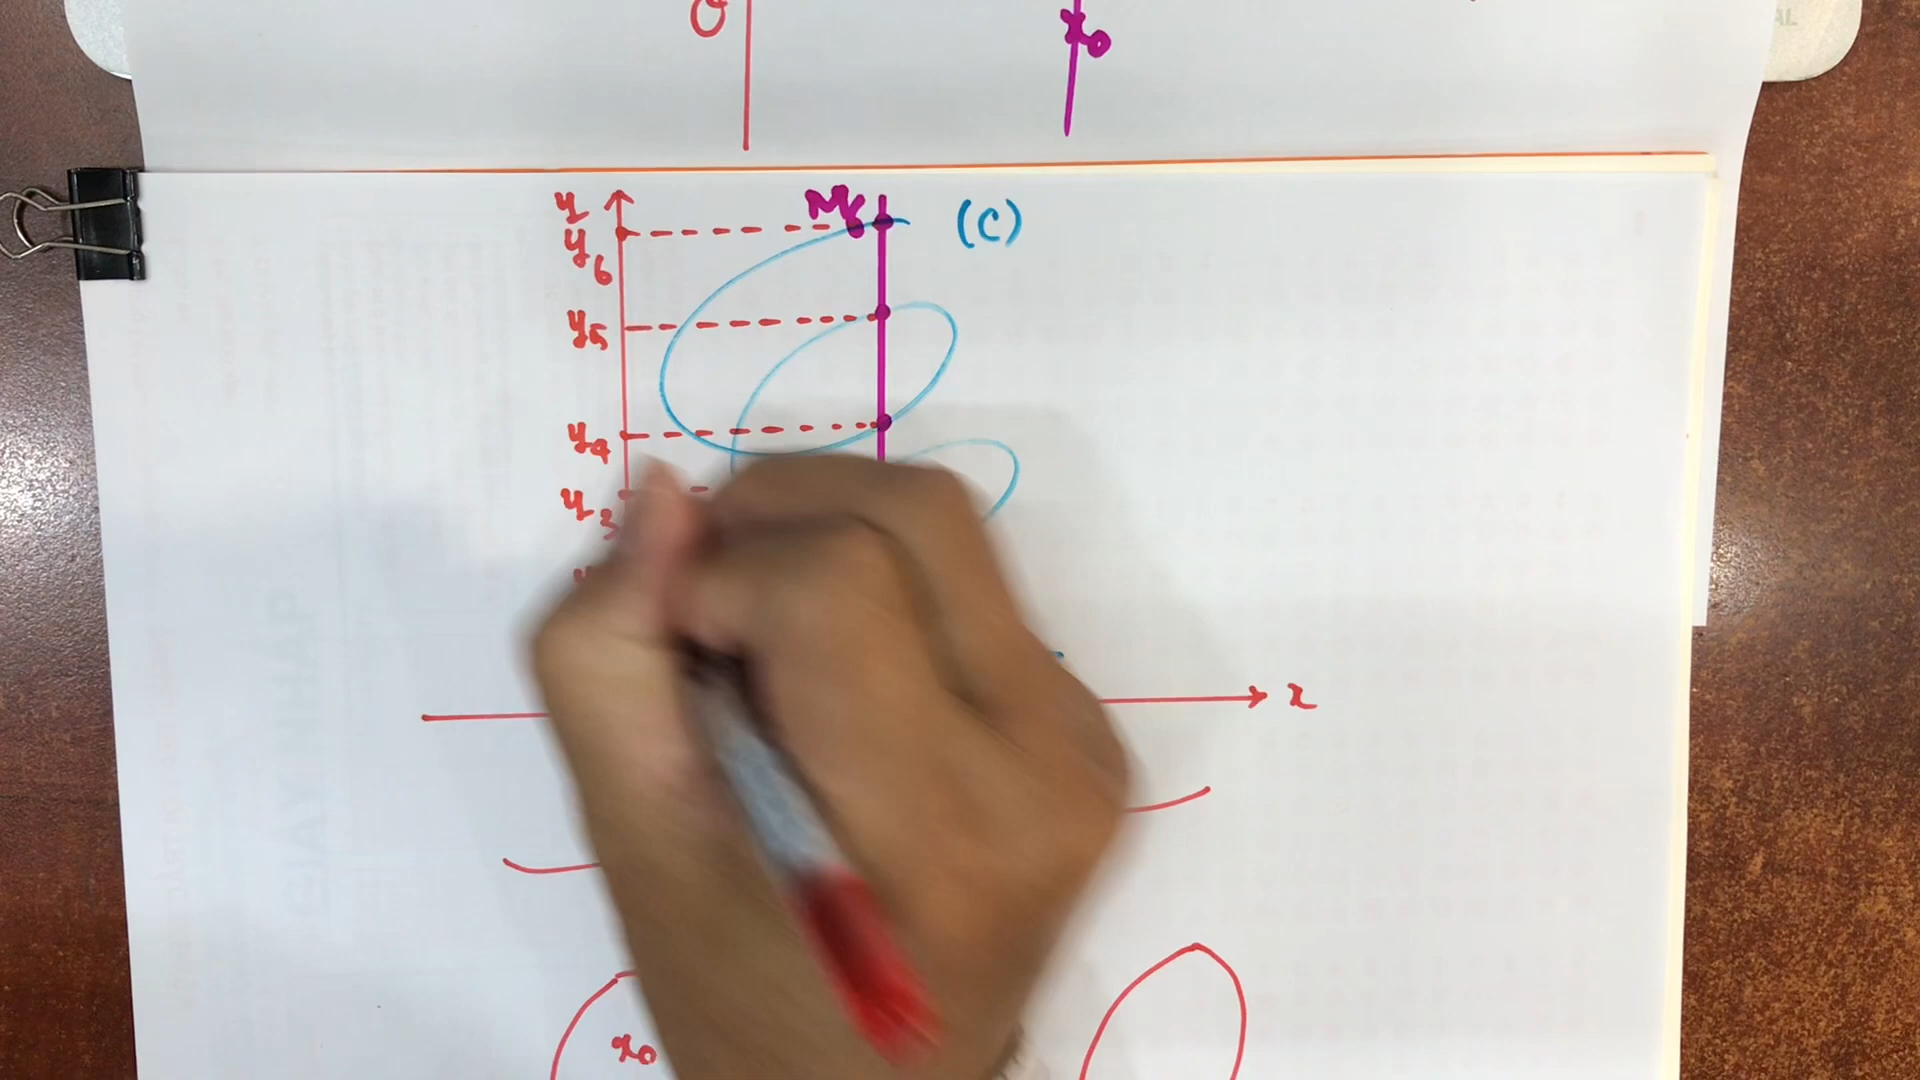 O
x₀
y
M₆
(C)
y₆
y₅
y₄
y₃
x
x₀